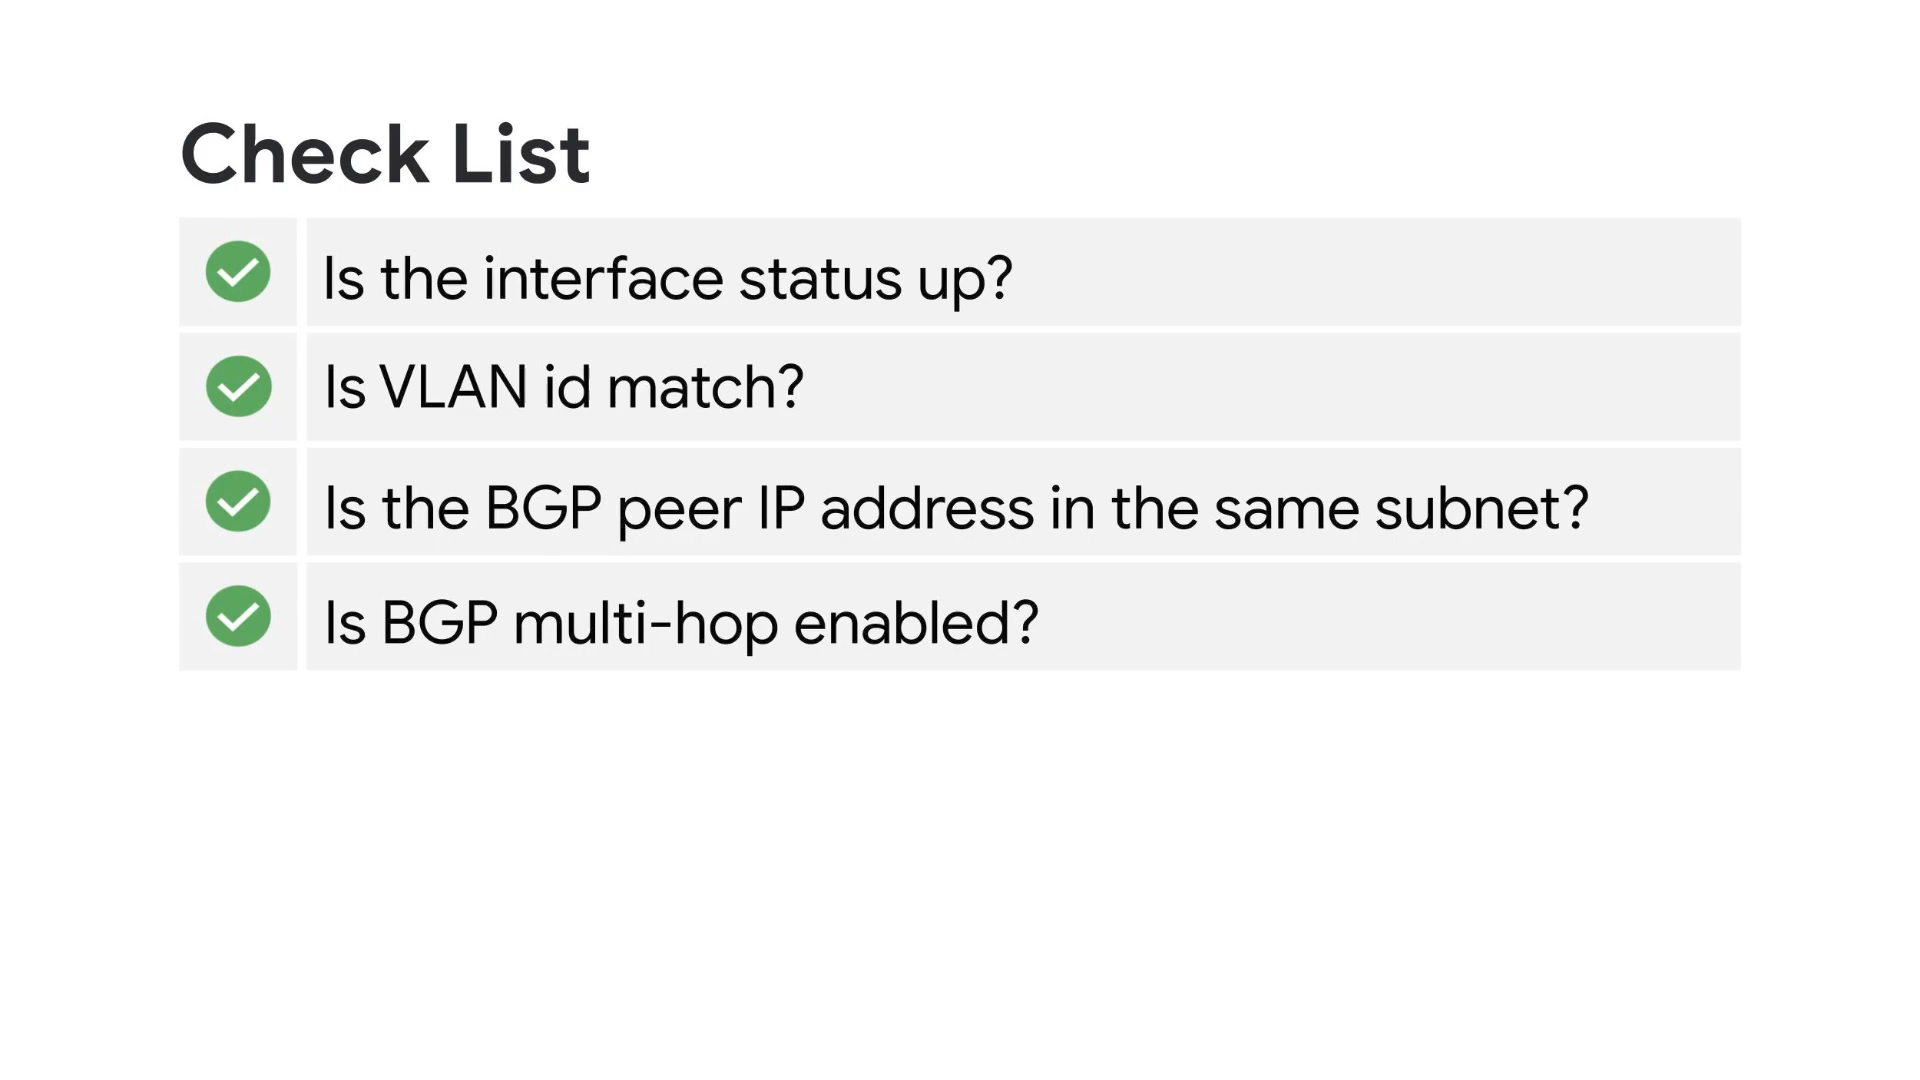 Check List
Is the interface status up?
Is VLAN id match?
Is the BGP peer IP address in the same subnet?
Is BGP multi-hop enabled?